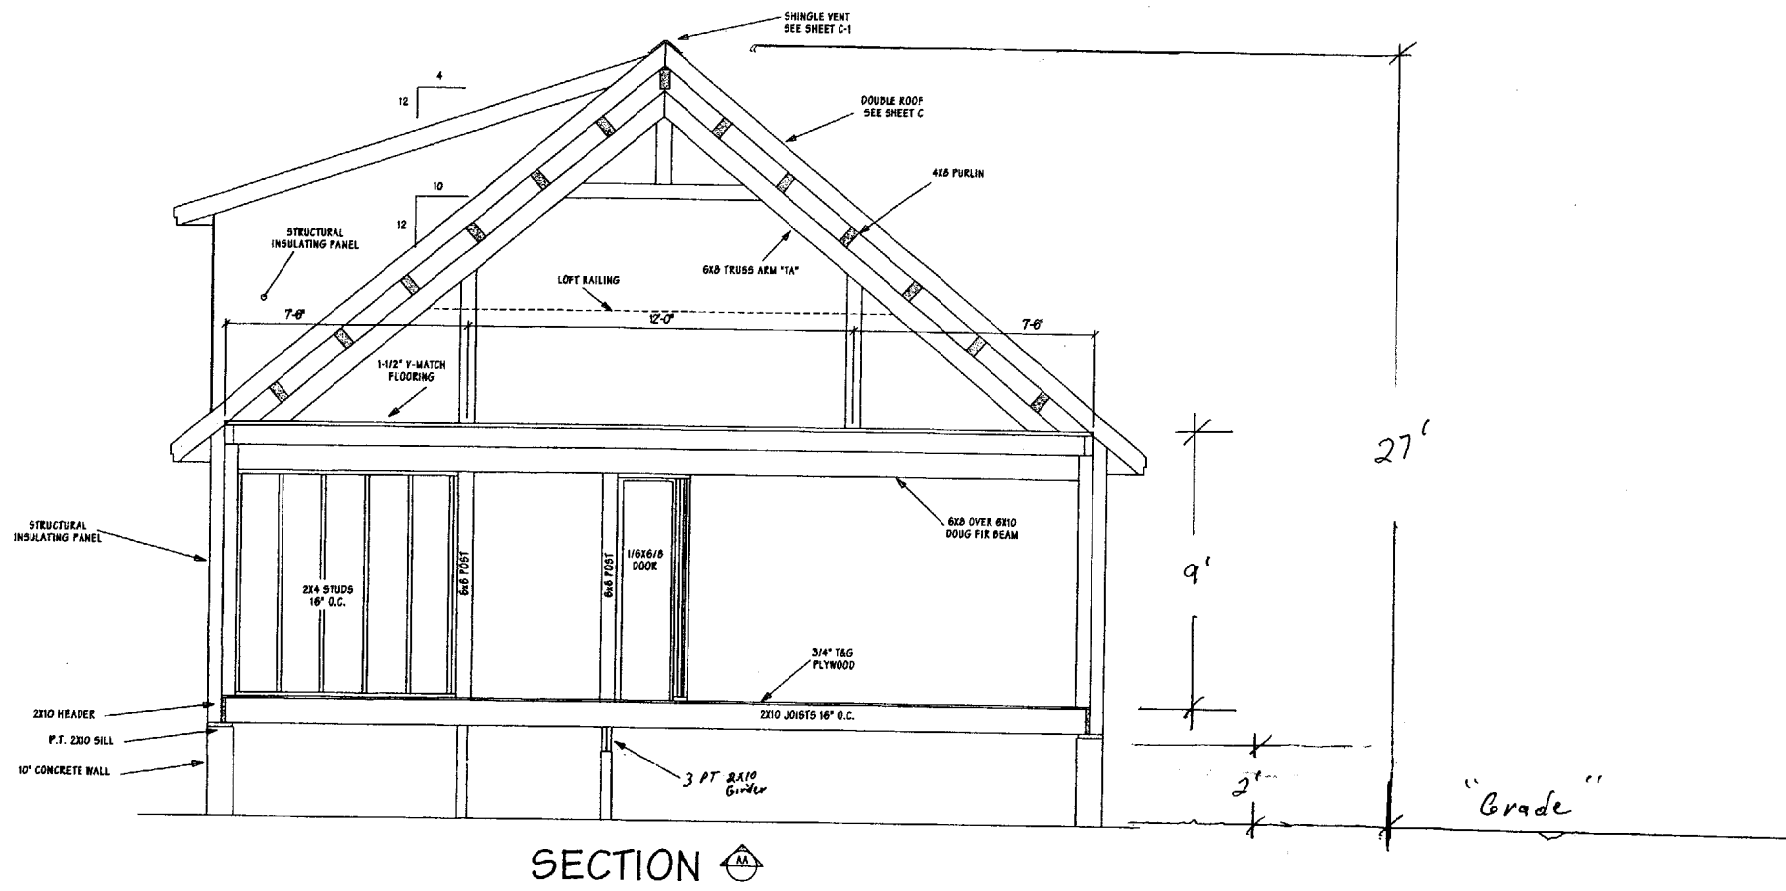 SHINGLE VENT
SEE SHEET C-1
4
12
DOUBLE ROOF
SEE SHEET C
4X8 PURLIN
10
12
STRUCTURAL
INSULATING PANEL
6X8 TRUSS ARM "TA"
LOFT RAILING
7'-6"
12'-0"
7'-6"
1-1/2" V-MATCH
FLOORING
27'
STRUCTURAL
INSULATING PANEL
6X8 OVER 6X10
DOUG FIR BEAM
9'
2X4 STUDS
16" O.C.
6x6 POST
6x6 POST
1/6X6/8
DOOR
3/4" T&G
PLYWOOD
2X10 HEADER
2X10 JOISTS 16" O.C.
P.T. 2X10 SILL
10" CONCRETE WALL
3 PT 2X10
Girder
2'
"Grade"
SECTION AA